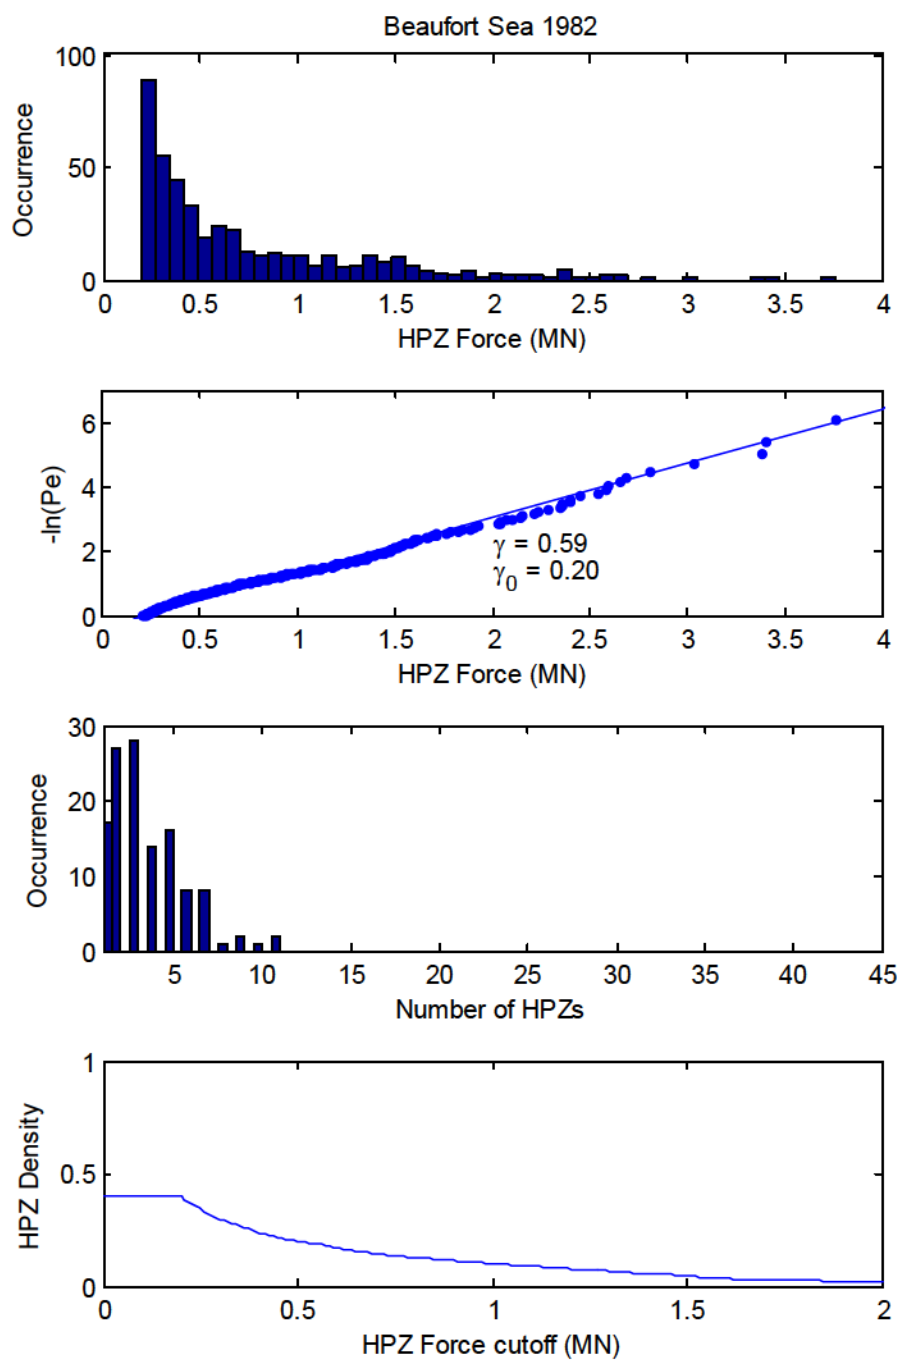 Beaufort Sea 1982
100
50
0
Occurrence
0 0.5 1 1.5 2 2.5 3 3.5 4
HPZ Force (MN)
6
4
2
0
-ln(Pe)
γ = 0.59
γ0 = 0.20
0 0.5 1 1.5 2 2.5 3 3.5 4
HPZ Force (MN)
30
20
10
0
Occurrence
5 10 15 20 25 30 35 40 45
Number of HPZs
1
0.5
0
HPZ Density
0 0.5 1 1.5 2
HPZ Force cutoff (MN)